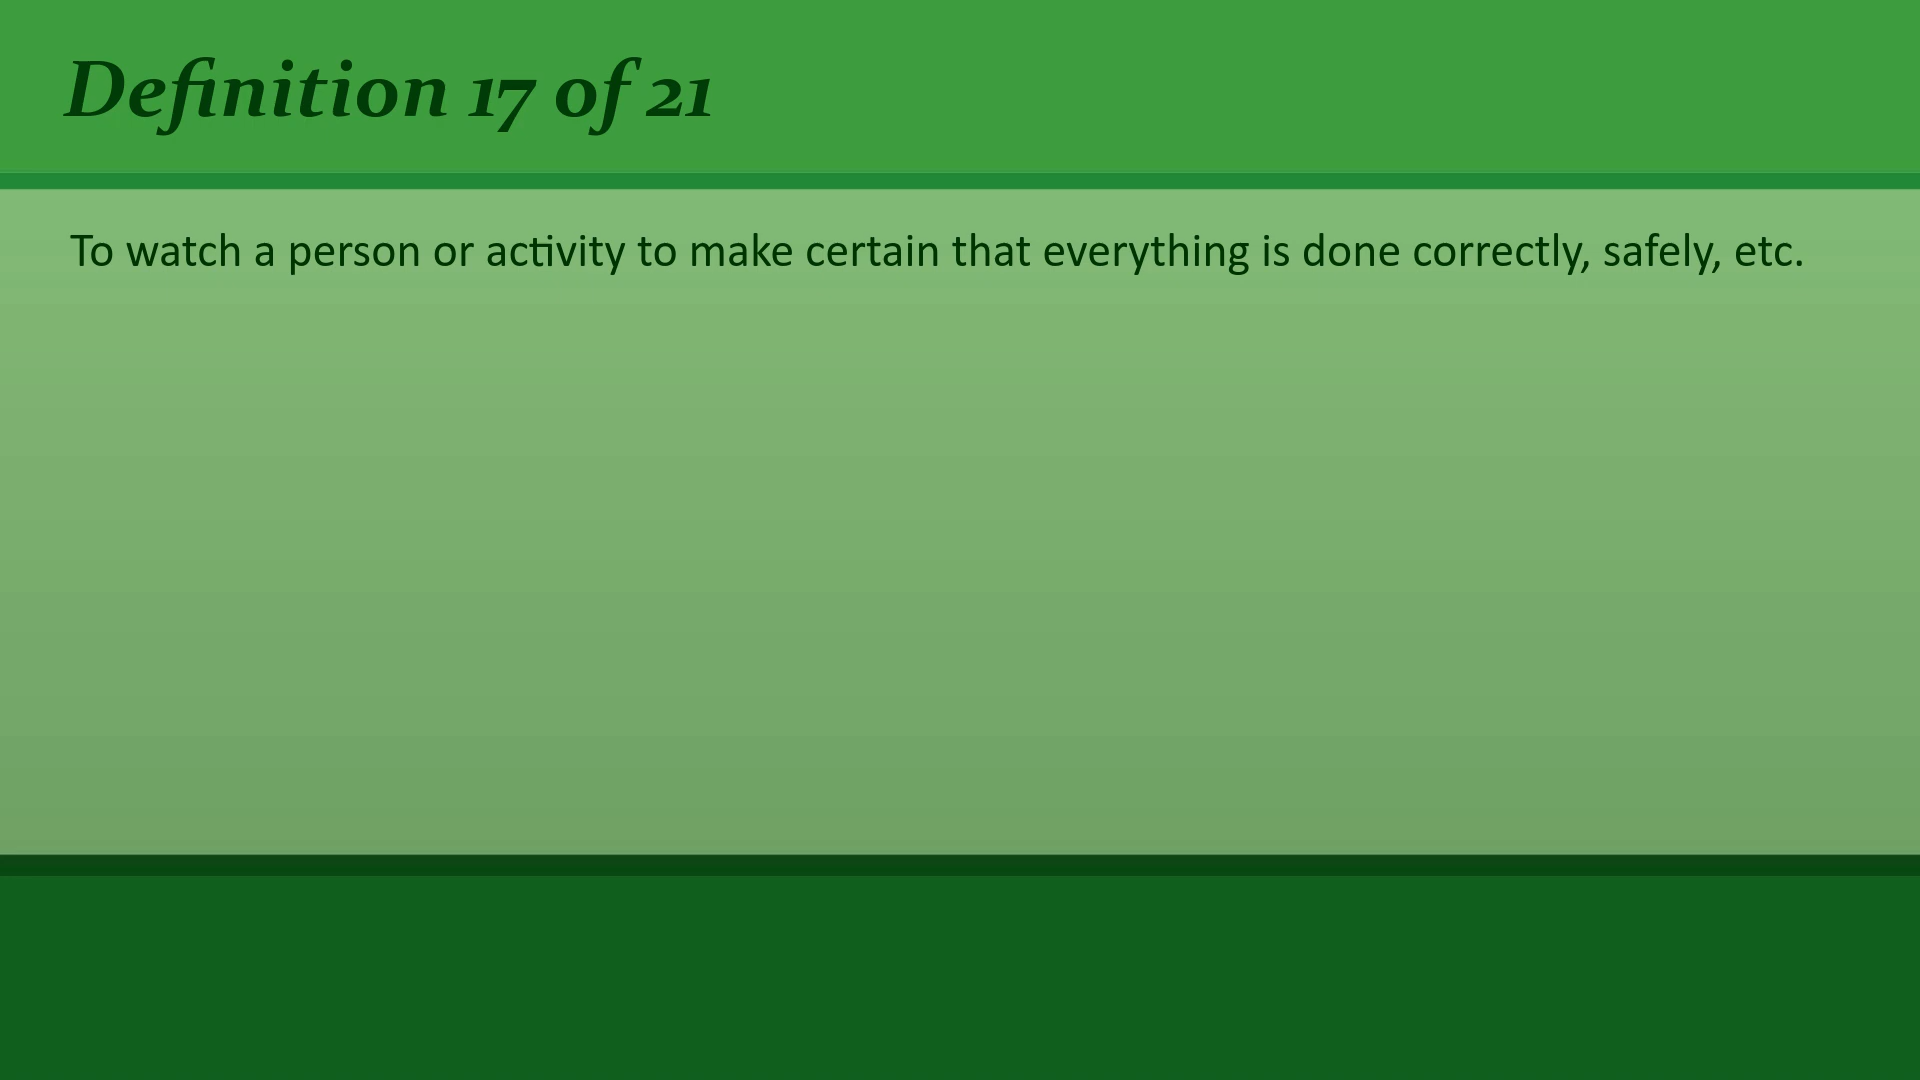 Definition 17 of 21
To watch a person or activity to make certain that everything is done correctly, safely, etc.